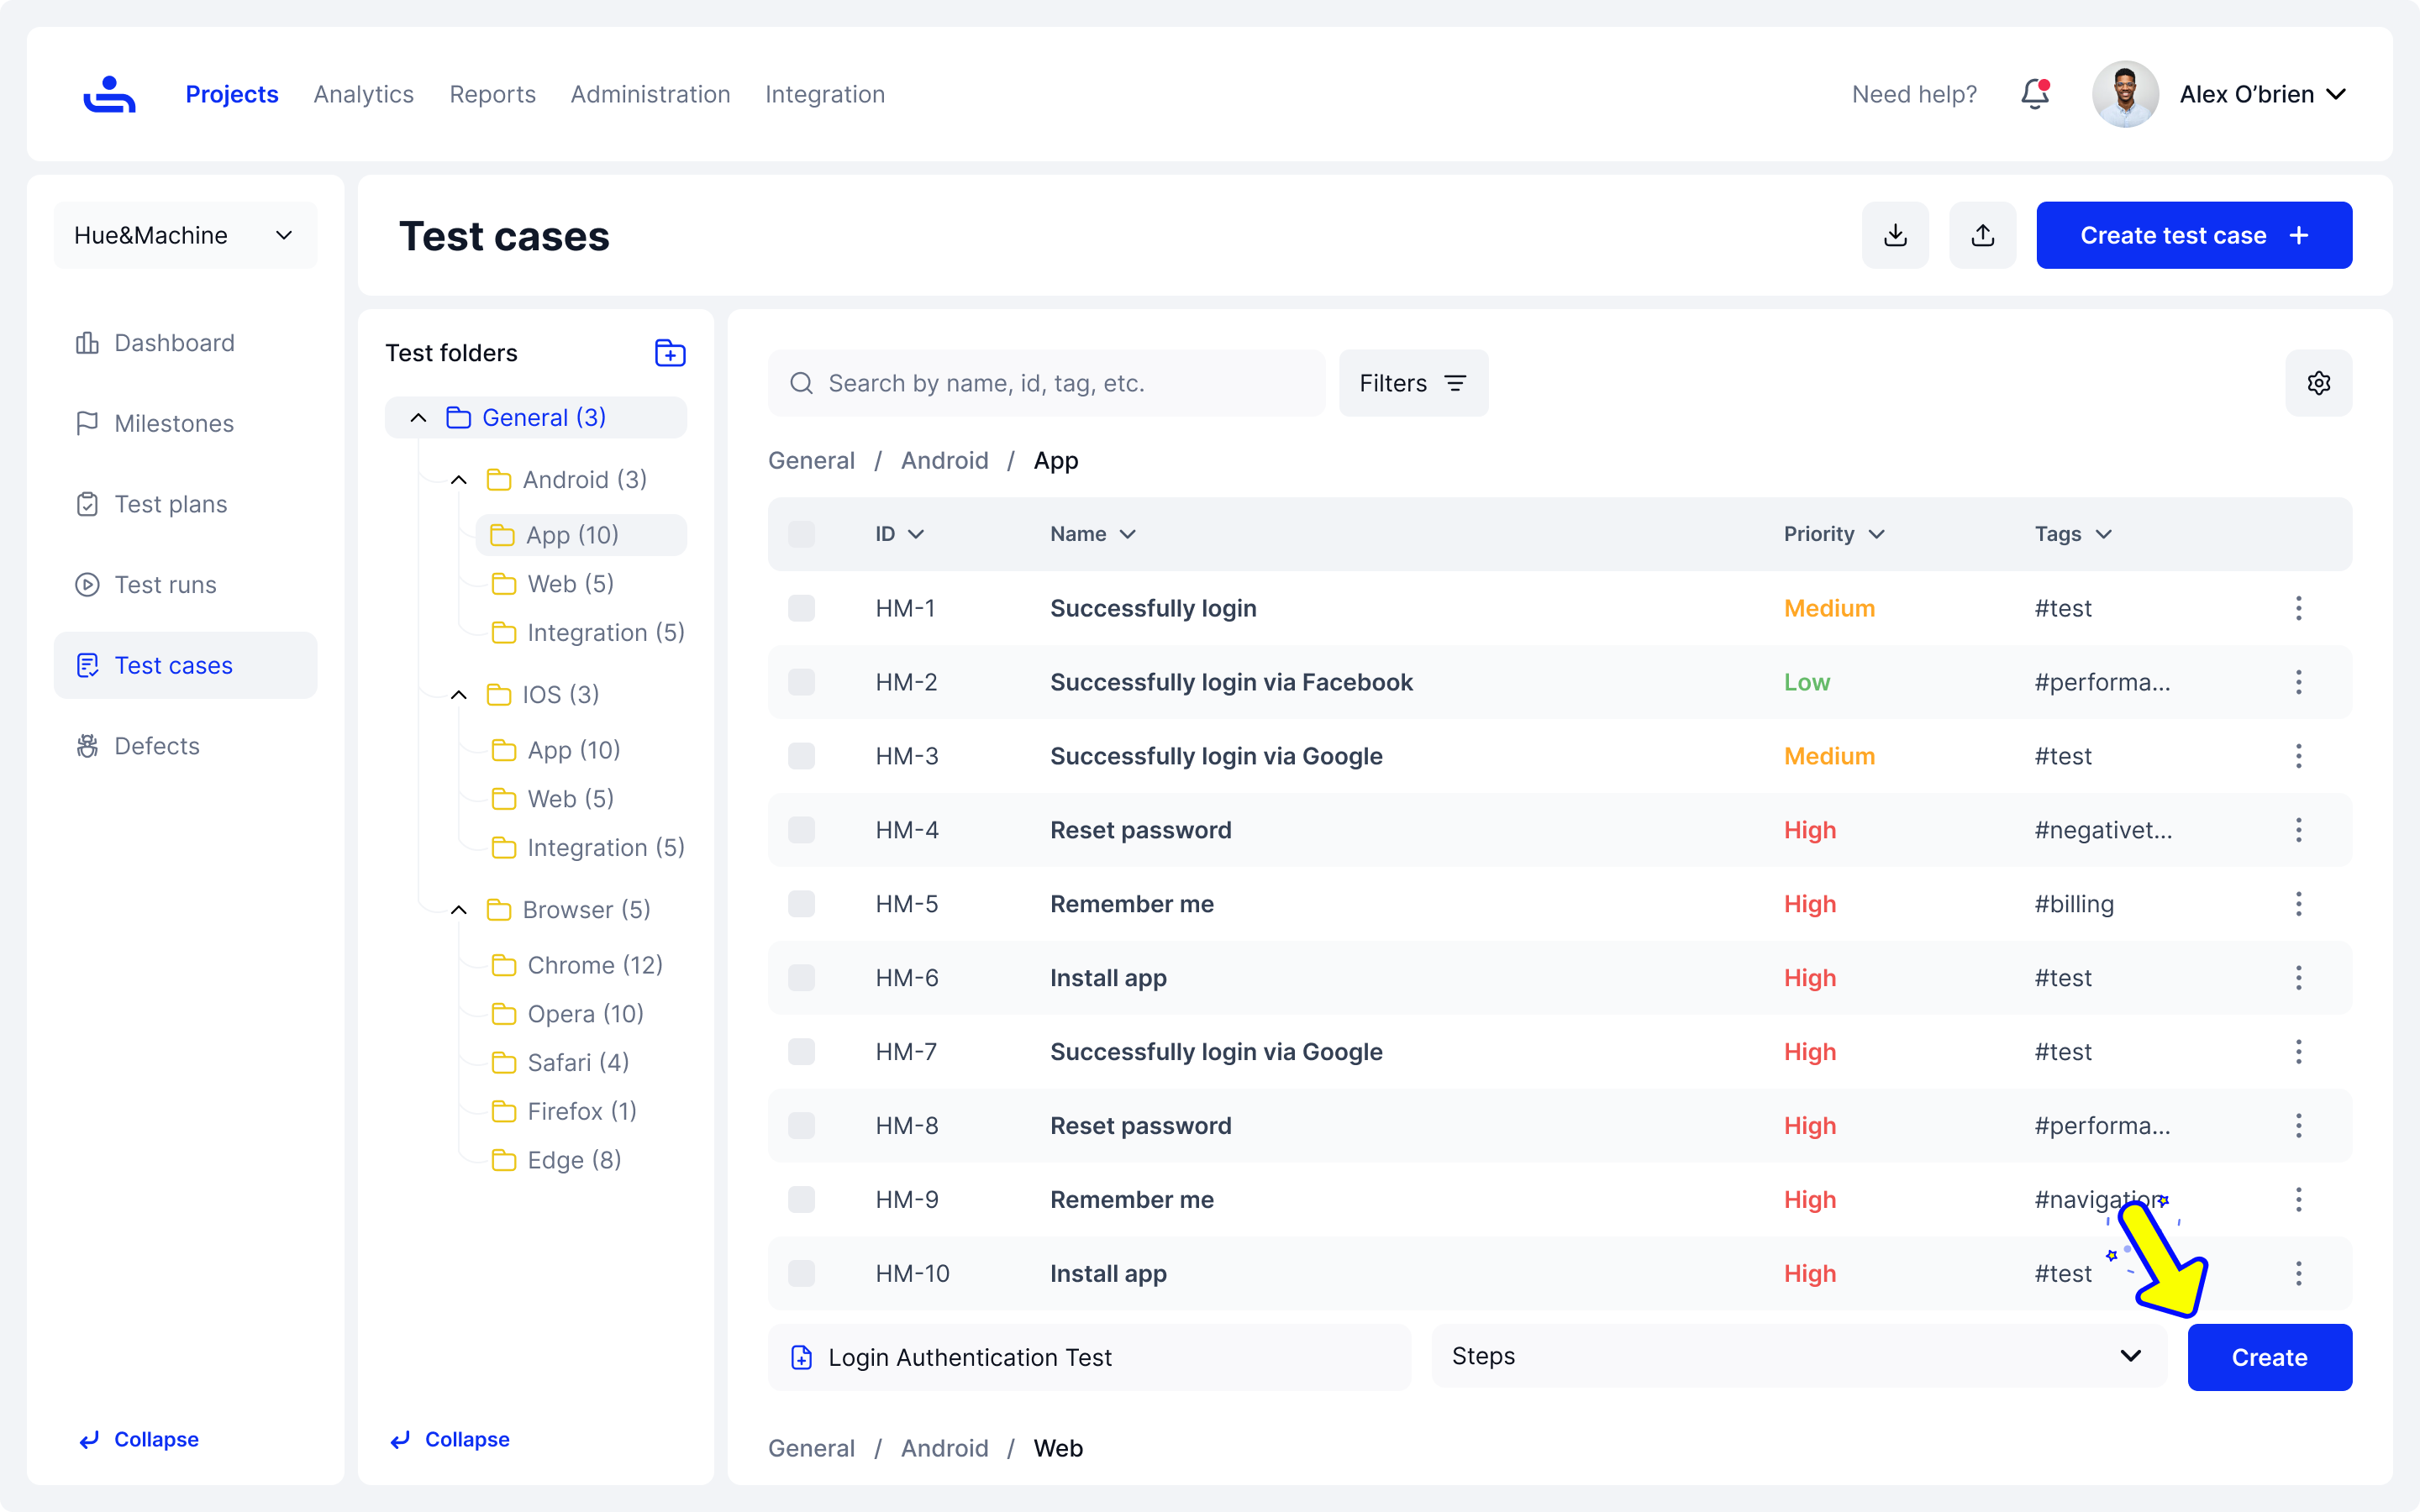 Projects Analytics Reports Administration Integration Need help? Alex O’brien
Hue&Machine
Dashboard
Milestones
Test plans
Test runs
Test cases
Defects
Collapse
Test cases
Create test case
Test folders
General (3)
Android (3)
App (10)
Web (5)
Integration (5)
IOS (3)
App (10)
Web (5)
Integration (5)
Browser (5)
Chrome (12)
Opera (10)
Safari (4)
Firefox (1)
Edge (8)
Collapse
Search by name, id, tag, etc. Filters
General / Android / App
ID Name Priority Tags
HM-1 Successfully login Medium #test
HM-2 Successfully login via Facebook Low #performa...
HM-3 Successfully login via Google Medium #test
HM-4 Reset password High #negativet...
HM-5 Remember me High #billing
HM-6 Install app High #test
HM-7 Successfully login via Google High #test
HM-8 Reset password High #performa...
HM-9 Remember me High #navigation
HM-10 Install app High #test
Login Authentication Test Steps Create
General / Android / Web